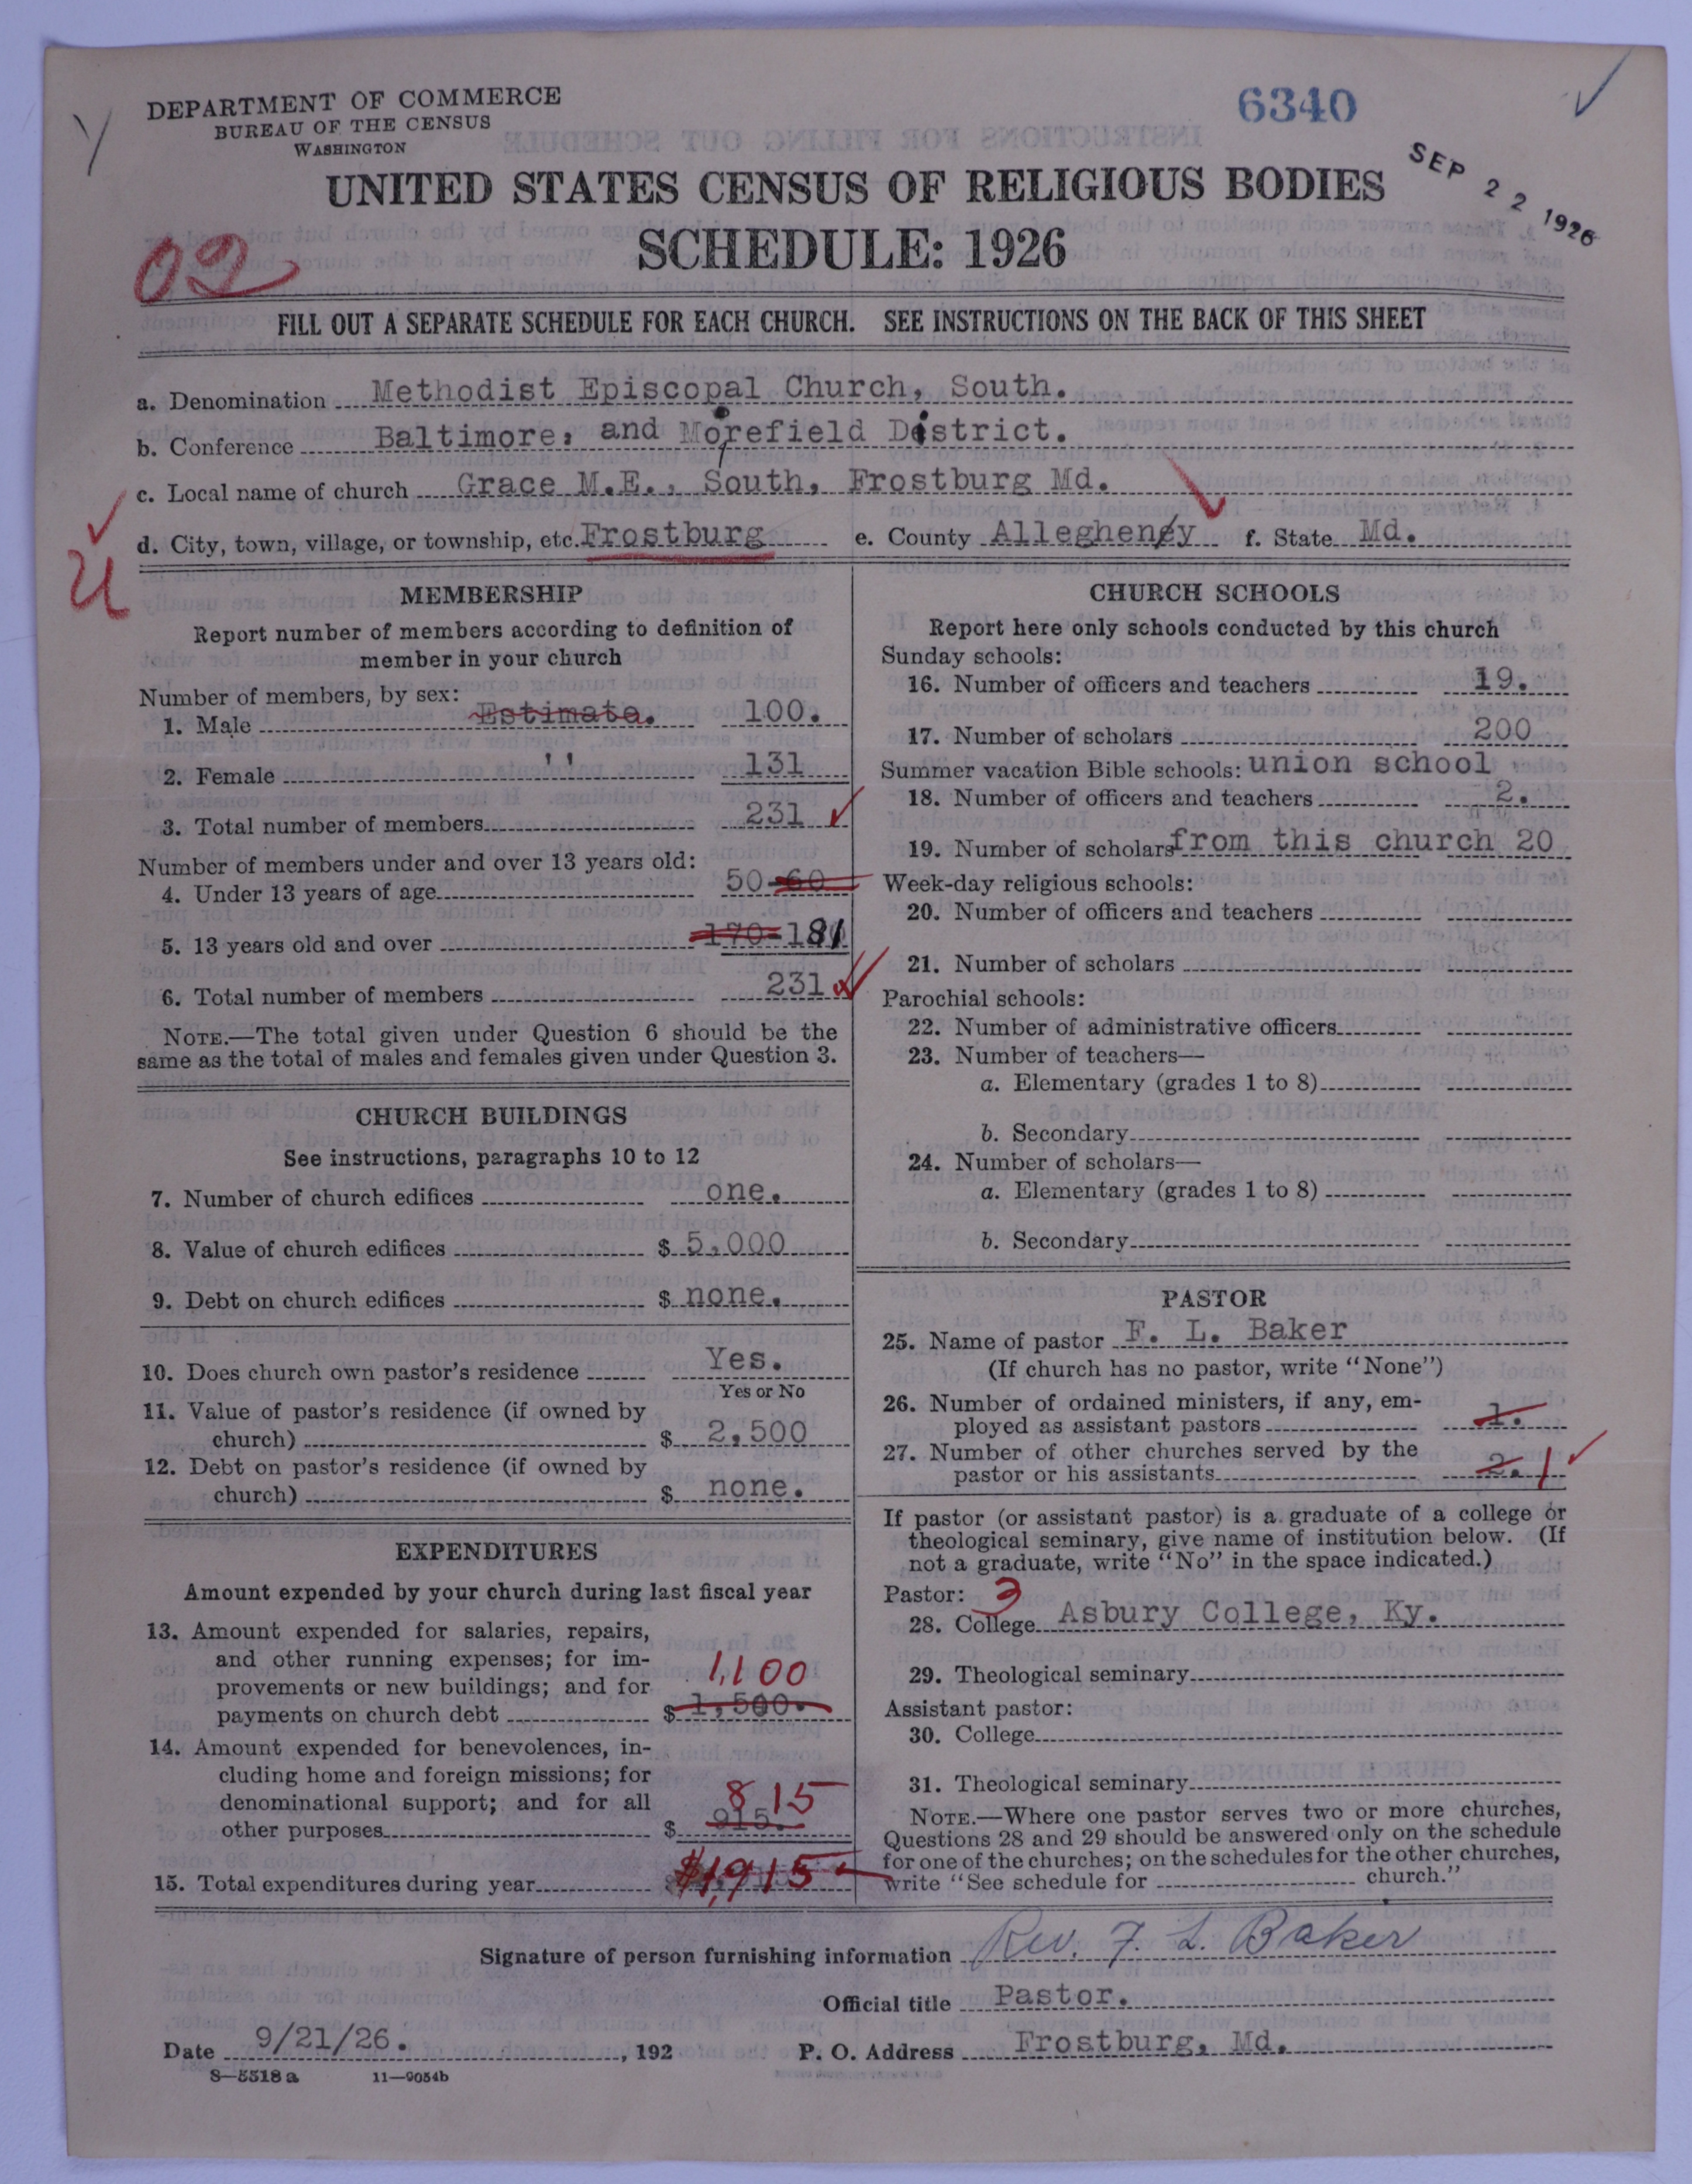 DEPARTMENT OF COMMERCE
BUREAU OF THE CENSUS
WASHINGTON
6340
SEP 22 1926
UNITED STATES CENSUS OF RELIGIOUS BODIES
SCHEDULE: 1926
02
FILL OUT A SEPARATE SCHEDULE FOR EACH CHURCH. SEE INSTRUCTIONS ON THE BACK OF THIS SHEET
a. Denomination Methodist Episcopal Church, South.
b. Conference Baltimore, and Morefield District.
c. Local name of church Grace M.E., South, Frostburg Md.
d. City, town, village, or township, etc. Frostburg e. County Allegheny f. State Md.
MEMBERSHIP
Report number of members according to definition of
member in your church
Number of members, by sex:
1. Male Estimate. 100.
2. Female '' 131
3. Total number of members 231
Number of members under and over 13 years old:
4. Under 13 years of age 50-60
5. 13 years old and over 170-181
6. Total number of members 231
NOTE.—The total given under Question 6 should be the
same as the total of males and females given under Question 3.
CHURCH BUILDINGS
See instructions, paragraphs 10 to 12
7. Number of church edifices one.
8. Value of church edifices $ 5,000
9. Debt on church edifices $ none.
10. Does church own pastor's residence Yes.
Yes or No
11. Value of pastor's residence (if owned by
church) $ 2,500
12. Debt on pastor's residence (if owned by
church) $ none.
EXPENDITURES
Amount expended by your church during last fiscal year
13. Amount expended for salaries, repairs,
and other running expenses; for im-
provements or new buildings; and for 1,100
payments on church debt $ 1,500.
14. Amount expended for benevolences, in-
cluding home and foreign missions; for
denominational support; and for all 815
other purposes $ 915.
15. Total expenditures during year $1,915
CHURCH SCHOOLS
Report here only schools conducted by this church
Sunday schools:
16. Number of officers and teachers 19.
17. Number of scholars 200
Summer vacation Bible schools: union school
18. Number of officers and teachers 2.
19. Number of scholars from this church 20
Week-day religious schools:
20. Number of officers and teachers
21. Number of scholars
Parochial schools:
22. Number of administrative officers
23. Number of teachers—
a. Elementary (grades 1 to 8)
b. Secondary
24. Number of scholars—
a. Elementary (grades 1 to 8)
b. Secondary
PASTOR
25. Name of pastor F. L. Baker
(If church has no pastor, write "None")
26. Number of ordained ministers, if any, em-
ployed as assistant pastors 1.
27. Number of other churches served by the
pastor or his assistants 2. 1
If pastor (or assistant pastor) is a graduate of a college or
theological seminary, give name of institution below. (If
not a graduate, write "No" in the space indicated.)
Pastor: 3
28. College Asbury College, Ky.
29. Theological seminary
Assistant pastor:
30. College
31. Theological seminary
NOTE.—Where one pastor serves two or more churches,
Questions 28 and 29 should be answered only on the schedule
for one of the churches; on the schedules for the other churches,
write "See schedule for church."
Signature of person furnishing information Rev. F. L. Baker
Official title Pastor.
Date 9/21/26. , 192 P. O. Address Frostburg, Md.
8—5518a 11—9054b